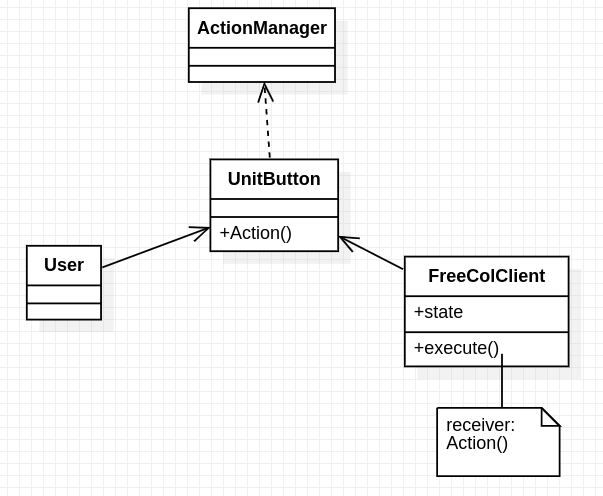 ActionManager
UnitButton
+Action()
User
FreeColClient
+state
+execute()
receiver:
Action()